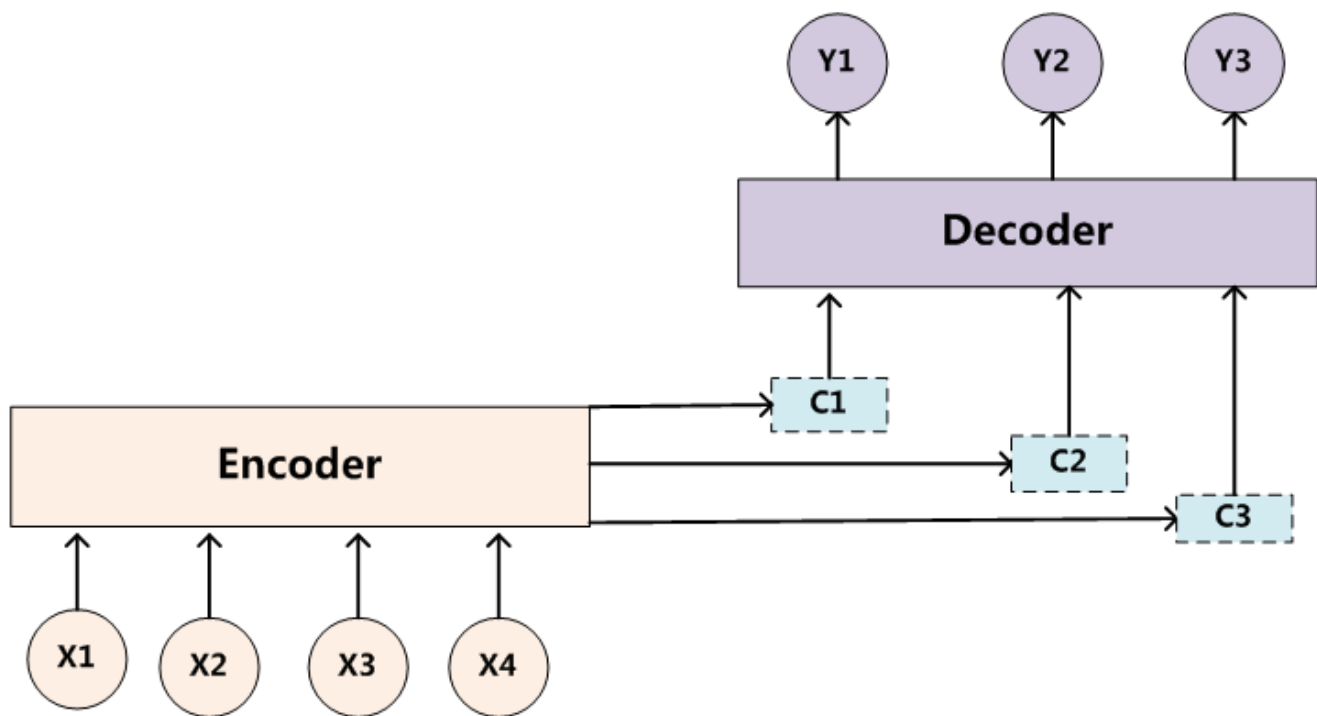 Y1 Y2 Y3
Decoder
C1
Encoder
C2
C3
X1 X2 X3 X4